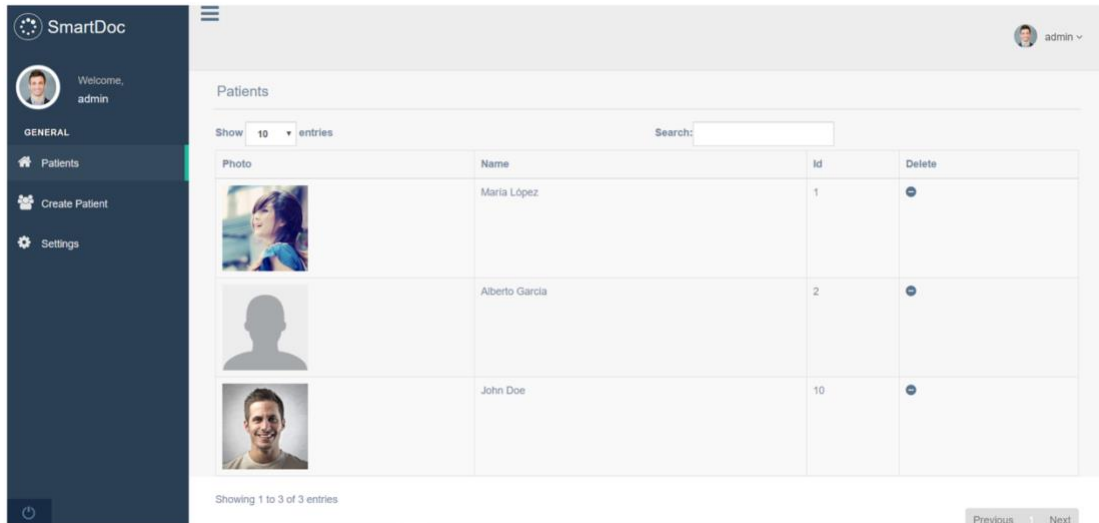 SmartDoc
admin
Welcome,
admin
GENERAL
Patients
Create Patient
Settings
Patients
Show 10 entries
Search:
Photo Name Id Delete
María López 1
Alberto Garcia 2
John Doe 10
Showing 1 to 3 of 3 entries
Previous 1 Next